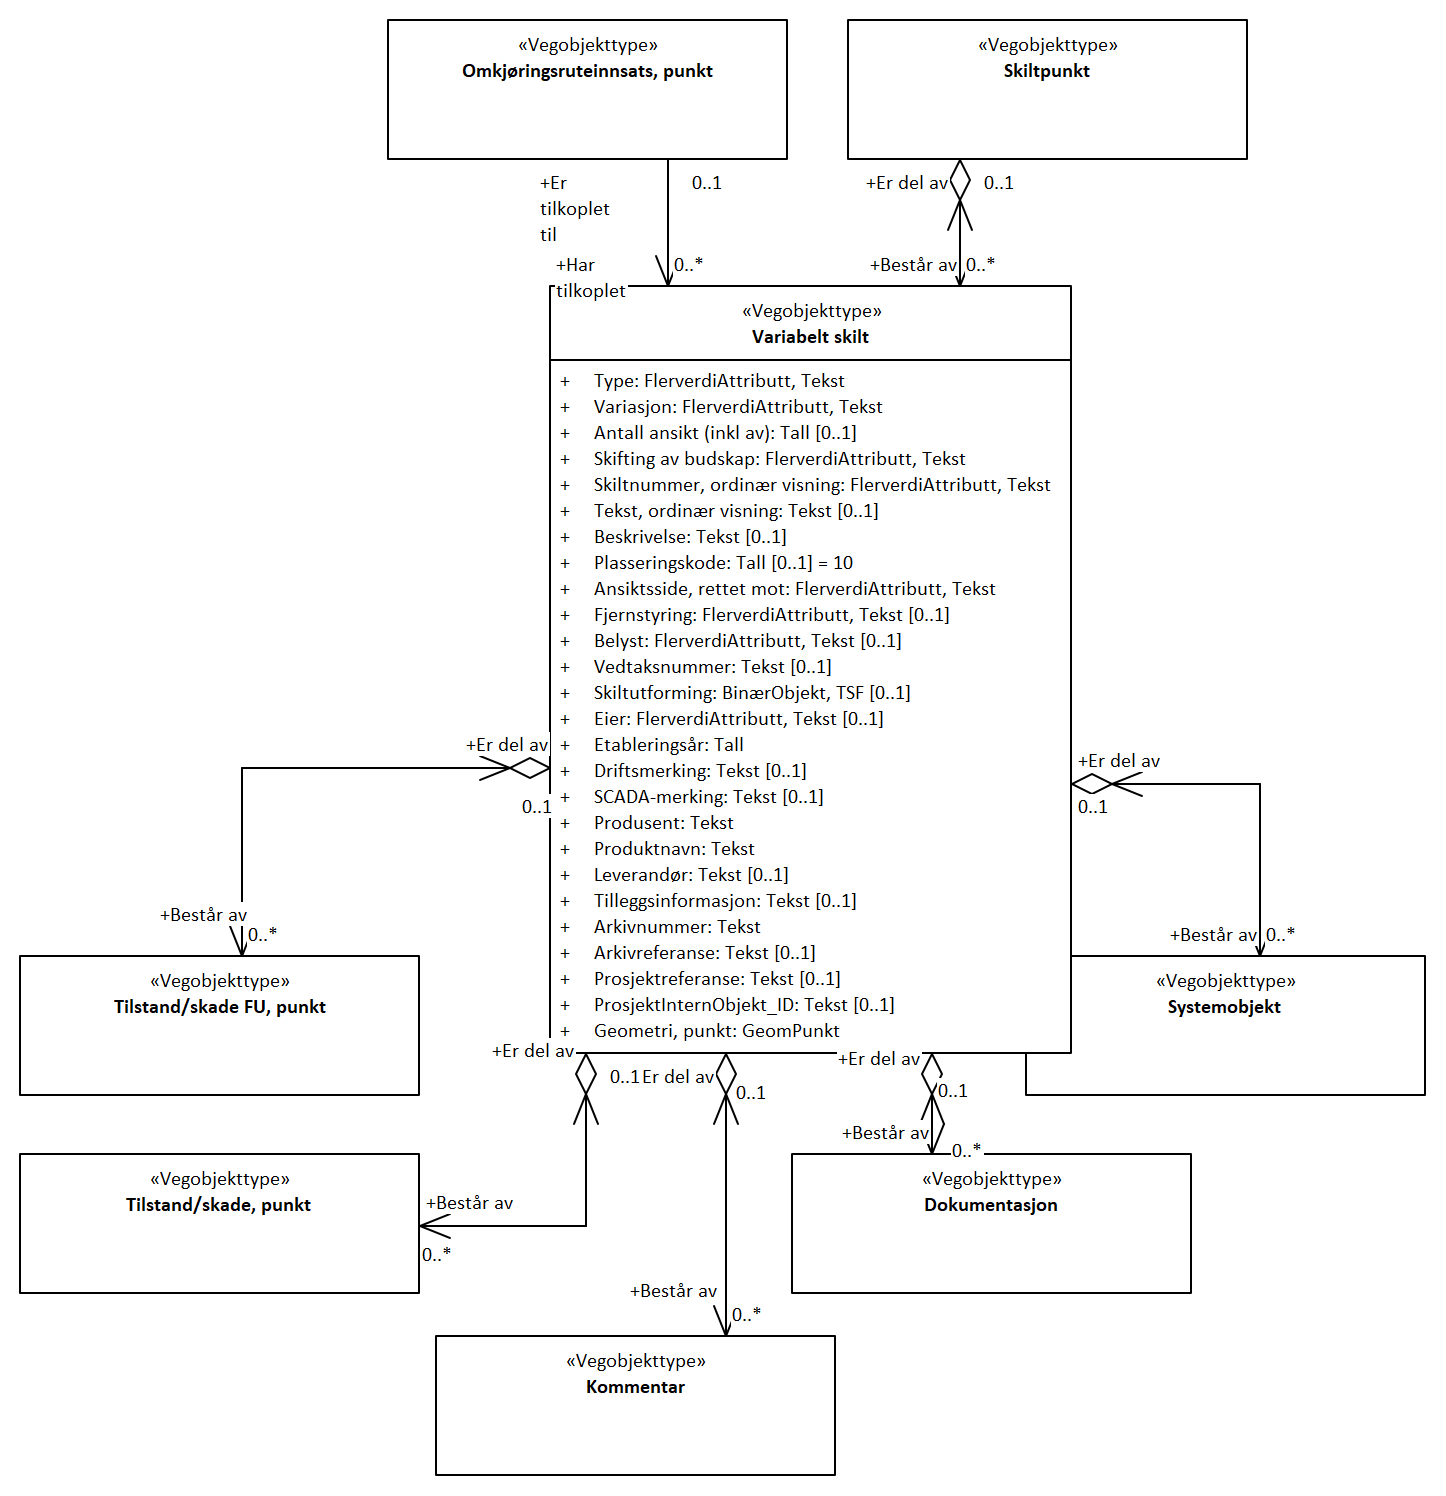 «Vegobjekttype»
Omkjøringsruteinnsats, punkt
«Vegobjekttype»
Skiltpunkt
+Er
tilkoplet
til
0..1
+Har
tilkoplet
0..*
+Er del av
0..1
+Består av
0..*
«Vegobjekttype»
Variabelt skilt
+ Type: FlerverdiAttributt, Tekst
+ Variasjon: FlerverdiAttributt, Tekst
+ Antall ansikt (inkl av): Tall [0..1]
+ Skifting av budskap: FlerverdiAttributt, Tekst
+ Skiltnummer, ordinær visning: FlerverdiAttributt, Tekst
+ Tekst, ordinær visning: Tekst [0..1]
+ Beskrivelse: Tekst [0..1]
+ Plasseringskode: Tall [0..1] = 10
+ Ansiktsside, rettet mot: FlerverdiAttributt, Tekst
+ Fjernstyring: FlerverdiAttributt, Tekst [0..1]
+ Belyst: FlerverdiAttributt, Tekst [0..1]
+ Vedtaksnummer: Tekst [0..1]
+ Skiltutforming: BinærObjekt, TSF [0..1]
+ Eier: FlerverdiAttributt, Tekst [0..1]
+ Etableringsår: Tall
+ Driftsmerking: Tekst [0..1]
+ SCADA-merking: Tekst [0..1]
+ Produsent: Tekst
+ Produktnavn: Tekst
+ Leverandør: Tekst [0..1]
+ Tilleggsinformasjon: Tekst [0..1]
+ Arkivnummer: Tekst
+ Arkivreferanse: Tekst [0..1]
+ Prosjektreferanse: Tekst [0..1]
+ ProsjektInternObjekt_ID: Tekst [0..1]
+ Geometri, punkt: GeomPunkt
+Er del av
0..1
+Består av
0..*
«Vegobjekttype»
Tilstand/skade FU, punkt
+Er del av
0..1
+Består av
0..*
«Vegobjekttype»
Systemobjekt
+Er del av
0..1
+Består av
0..*
«Vegobjekttype»
Tilstand/skade, punkt
Er del av
0..1
+Består av
0..*
«Vegobjekttype»
Kommentar
+Er del av
0..1
+Består av
0..*
«Vegobjekttype»
Dokumentasjon